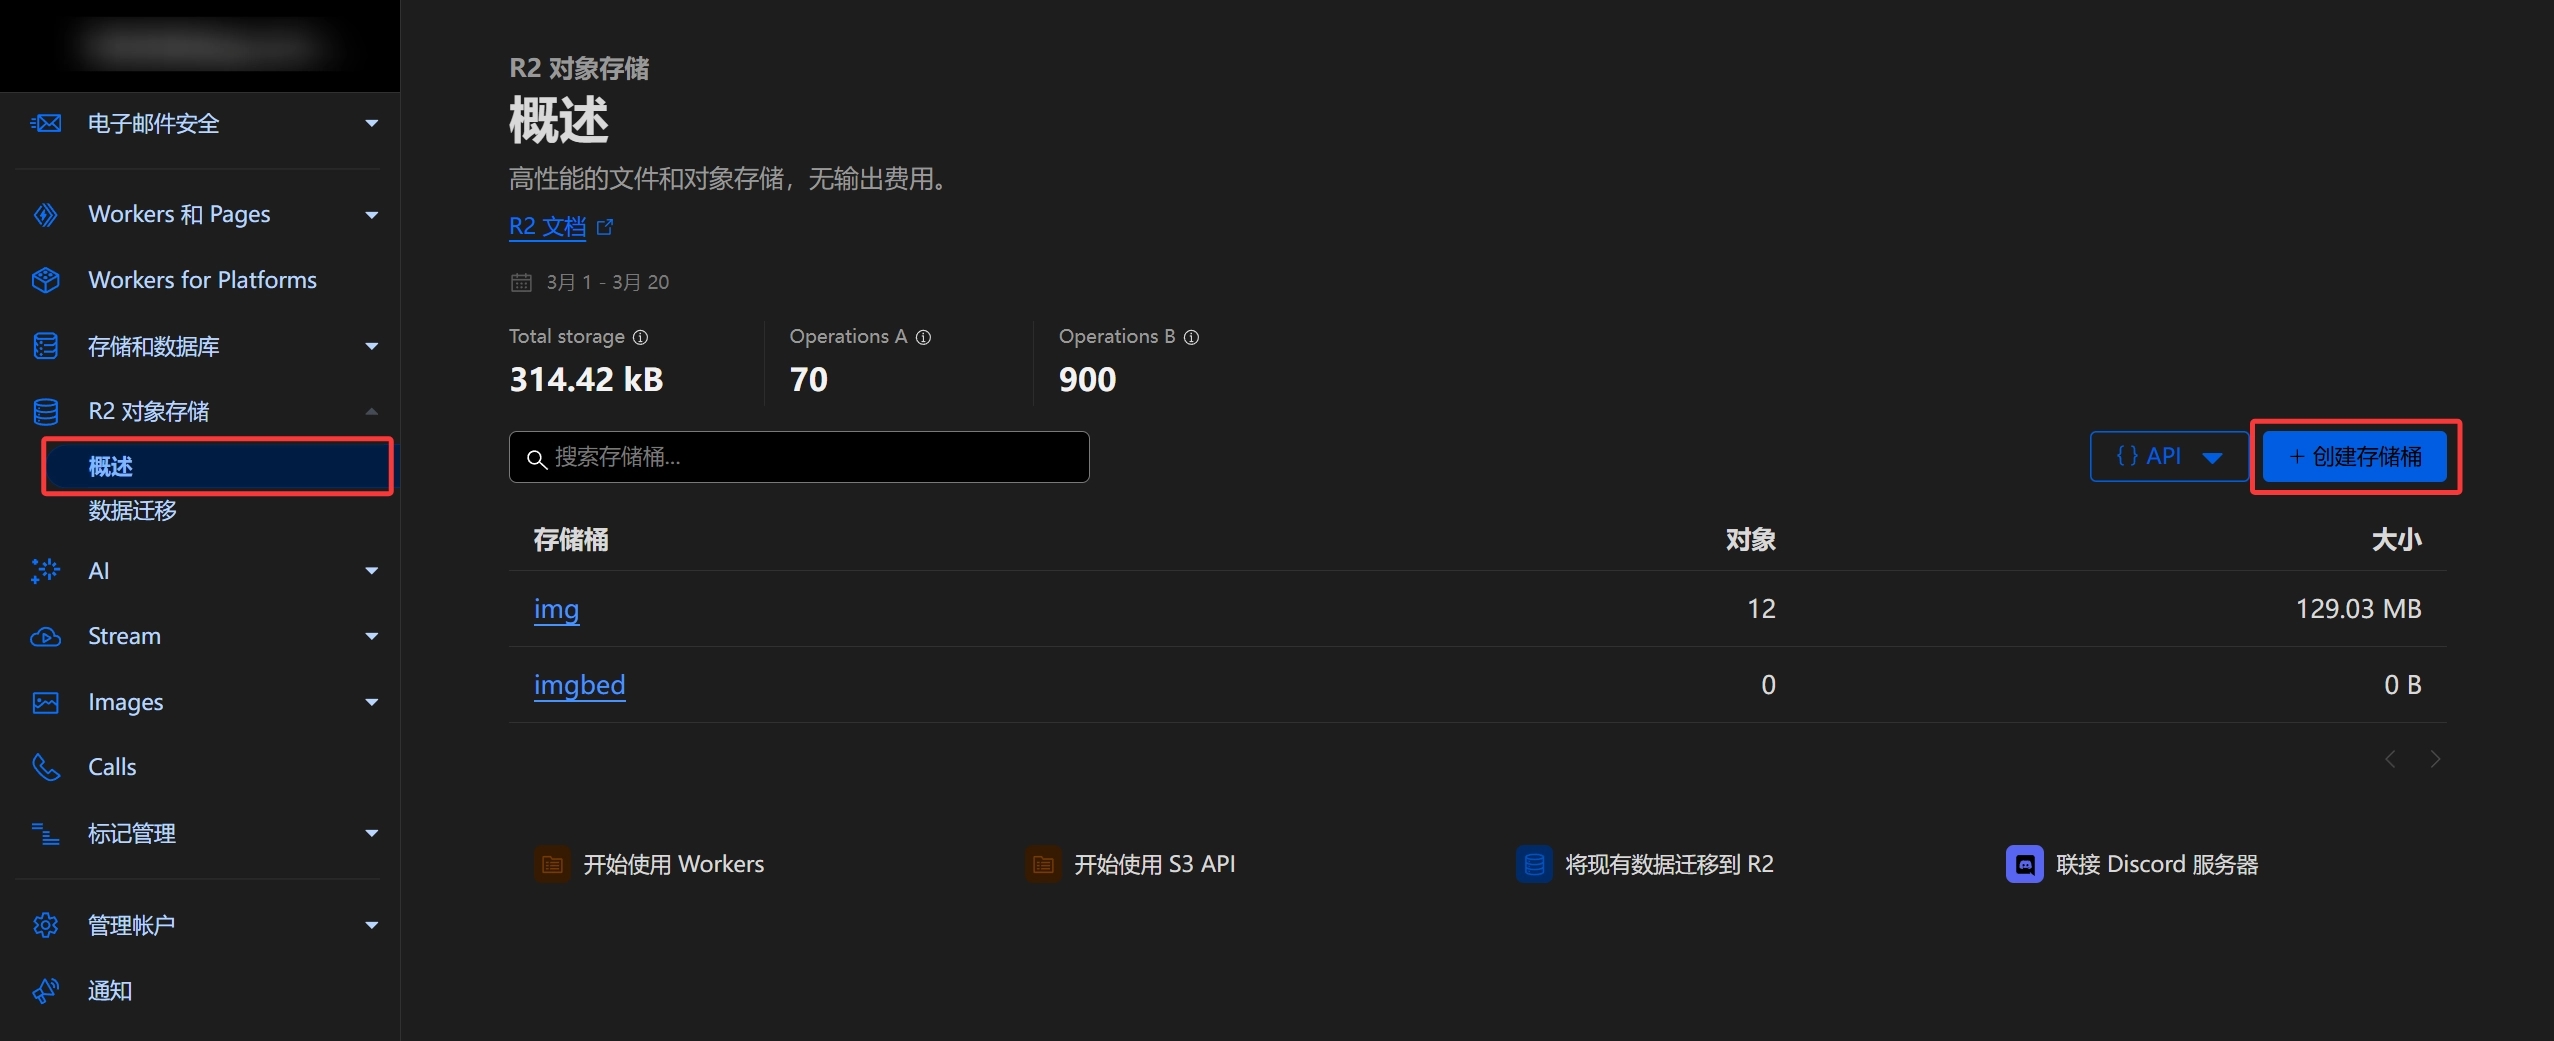 电子邮件安全
Workers 和 Pages
Workers for Platforms
存储和数据库
R2 对象存储
概述
数据迁移
AI
Stream
Images
Calls
标记管理
管理帐户
通知
R2 对象存储
概述
高性能的文件和对象存储，无输出费用。
R2 文档
3月 1 - 3月 20
Total storage
314.42 kB
Operations A
70
Operations B
900
搜索存储桶...
{ } API
+ 创建存储桶
存储桶 对象 大小
img 12 129.03 MB
imgbed 0 0 B
开始使用 Workers
开始使用 S3 API
将现有数据迁移到 R2
联接 Discord 服务器